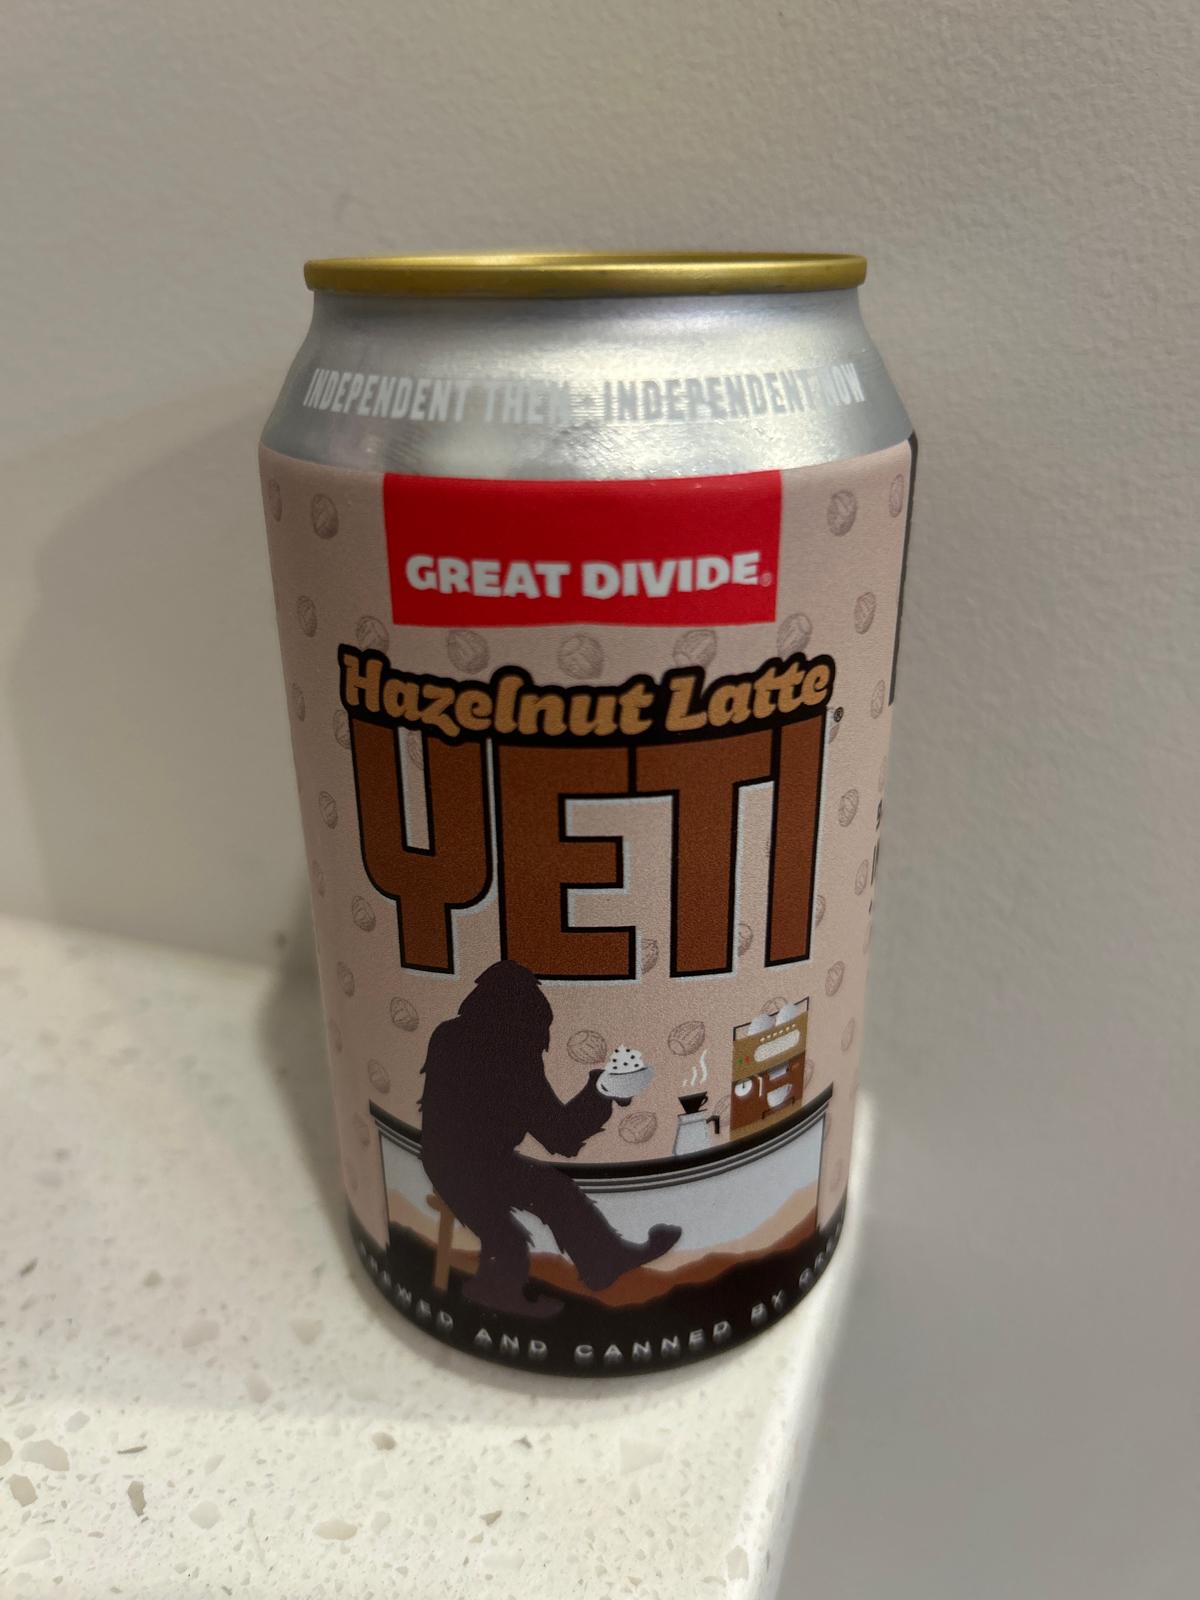 INDEPENDENT THEN · INDEPENDENT NOW
GREAT DIVIDE®
Hazelnut Latte
YETI®
BREWED AND CANNED BY